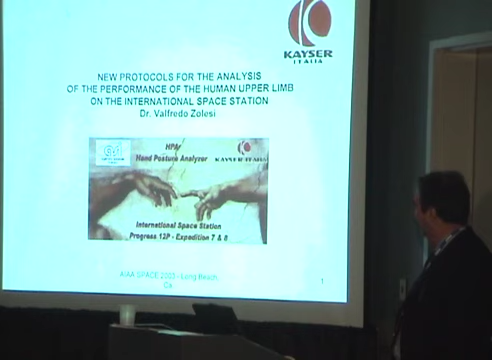 KAYSER
ITALIA
NEW PROTOCOLS FOR THE ANALYSIS
OF THE PERFORMANCE OF THE HUMAN UPPER LIMB
ON THE INTERNATIONAL SPACE STATION
Dr. Valfredo Zolesi
HPA
Hand Posture Analyzer
KAYSER ITALIA
International Space Station
Progress 12P - Expedition 7 & 8
AIAA SPACE 2003 - Long Beach
Ca.
1